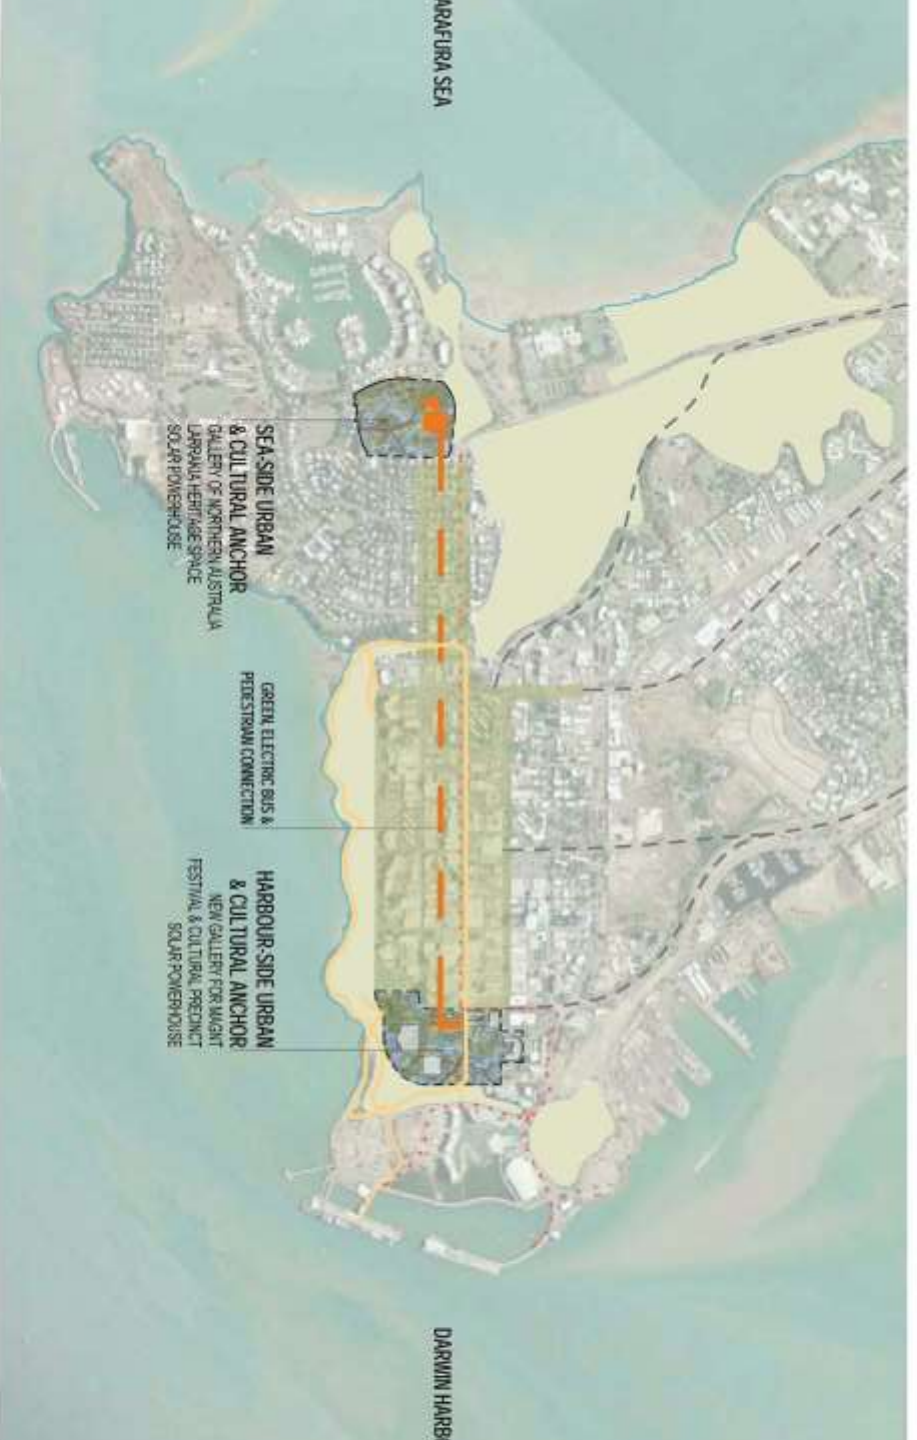 ARAFURA SEA
SEA-SIDE URBAN
& CULTURAL ANCHOR
GALLERY OF NORTHERN AUSTRALIA
LARRAKIA HERITAGE SPACE
SOLAR POWERHOUSE
GREEN, ELECTRIC BUS &
PEDESTRIAN CONNECTION
HARBOUR-SIDE URBAN
& CULTURAL ANCHOR
NEW GALLERY FOR MAGNT
FESTIVAL & CULTURAL PRECINCT
SOLAR POWERHOUSE
DARWIN HARBO